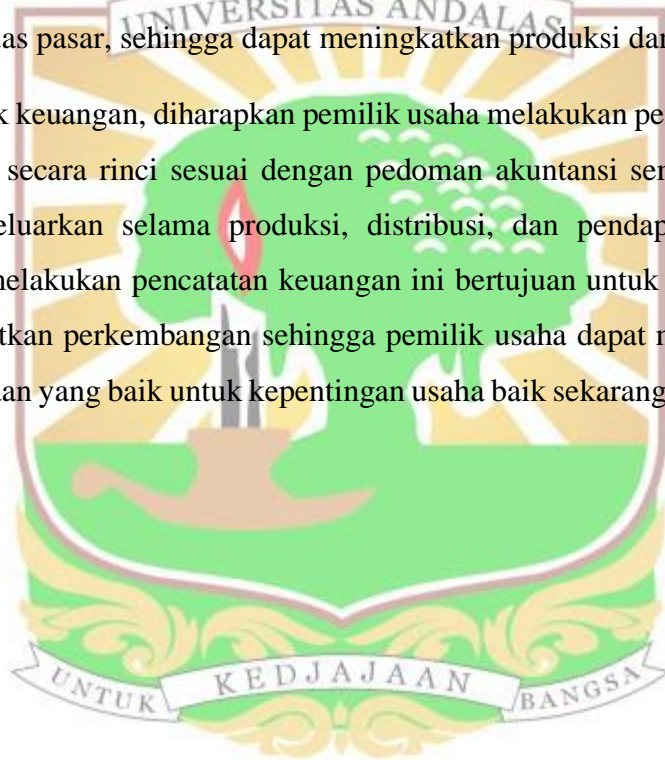 UNIVERSITAS ANDALAS
as pasar, sehingga dapat meningkatkan produksi dan
k keuangan, diharapkan pemilik usaha melakukan pe
secara rinci sesuai dengan pedoman akuntansi ser
eluarkan selama produksi, distribusi, dan pendap
melakukan pencatatan keuangan ini bertujuan untuk
tkan perkembangan sehingga pemilik usaha dapat
an yang baik untuk kepentingan usaha baik sekarang
UNTUK KEDJAJAAN BANGSA